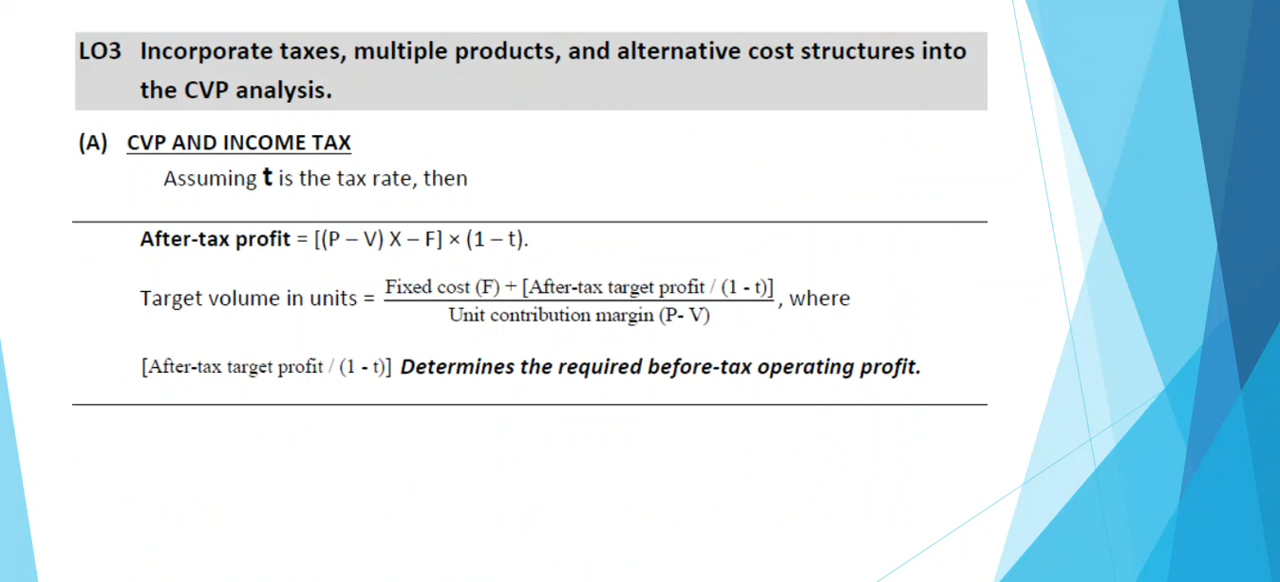 LO3 Incorporate taxes, multiple products, and alternative cost structures into
the CVP analysis.
(A) CVP AND INCOME TAX
Assuming t is the tax rate, then
After-tax profit = [(P – V) X – F] × (1 – t).
Target volume in units = Fixed cost (F) + [After-tax target profit / (1 - t)] , where
Unit contribution margin (P- V)
[After-tax target profit / (1 - t)] Determines the required before-tax operating profit.